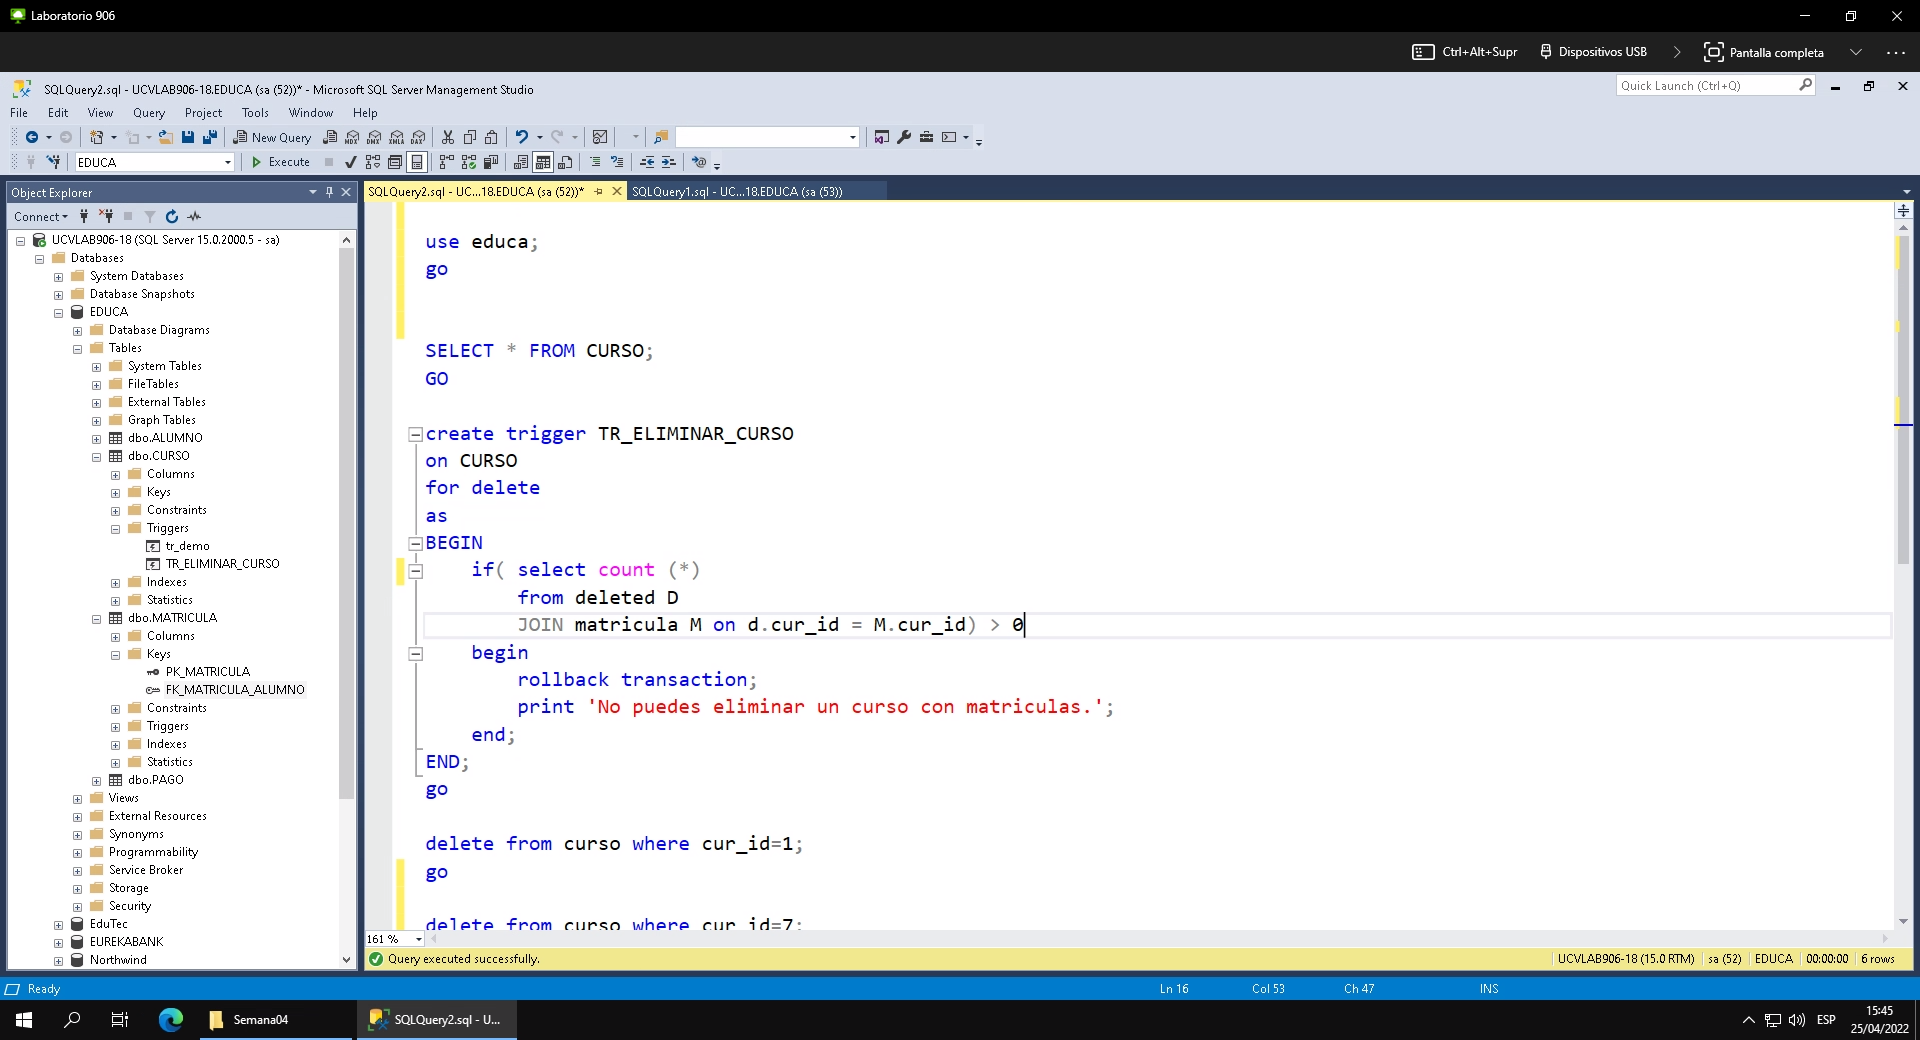 Laboratorio 906
Ctrl+Alt+Supr
Dispositivos USB
Pantalla completa
SQLQuery2.sql - UCVLAB906-18.EDUCA (sa (52))* - Microsoft SQL Server Management Studio
Quick Launch (Ctrl+Q)
File Edit View Query Project Tools Window Help
New Query MDX DMX XMLA DAX
EDUCA Execute
Object Explorer
SQLQuery2.sql - UC...18.EDUCA (sa (52))* SQLQuery1.sql - UC...18.EDUCA (sa (53))
Connect
UCVLAB906-18 (SQL Server 15.0.2000.5 - sa)
Databases
System Databases
Database Snapshots
EDUCA
Database Diagrams
Tables
System Tables
FileTables
External Tables
Graph Tables
dbo.ALUMNO
dbo.CURSO
Columns
Keys
Constraints
Triggers
tr_demo
TR_ELIMINAR_CURSO
Indexes
Statistics
dbo.MATRICULA
Columns
Keys
PK_MATRICULA
FK_MATRICULA_ALUMNO
Constraints
Triggers
Indexes
Statistics
dbo.PAGO
Views
External Resources
Synonyms
Programmability
Service Broker
Storage
Security
EduTec
EUREKABANK
Northwind
use educa;
go
SELECT * FROM CURSO;
GO
create trigger TR_ELIMINAR_CURSO
on CURSO
for delete
as
BEGIN
if( select count (*)
from deleted D
JOIN matricula M on d.cur_id = M.cur_id) > 0
begin
rollback transaction;
print 'No puedes eliminar un curso con matriculas.';
end;
END;
go
delete from curso where cur_id=1;
go
delete from curso where cur_id=7;
161 %
Query executed successfully.
UCVLAB906-18 (15.0 RTM) sa (52) EDUCA 00:00:00 6 rows
Ready Ln 16 Col 53 Ch 47 INS
Semana04
SQLQuery2.sql - U...
ESP
15:45
25/04/2022